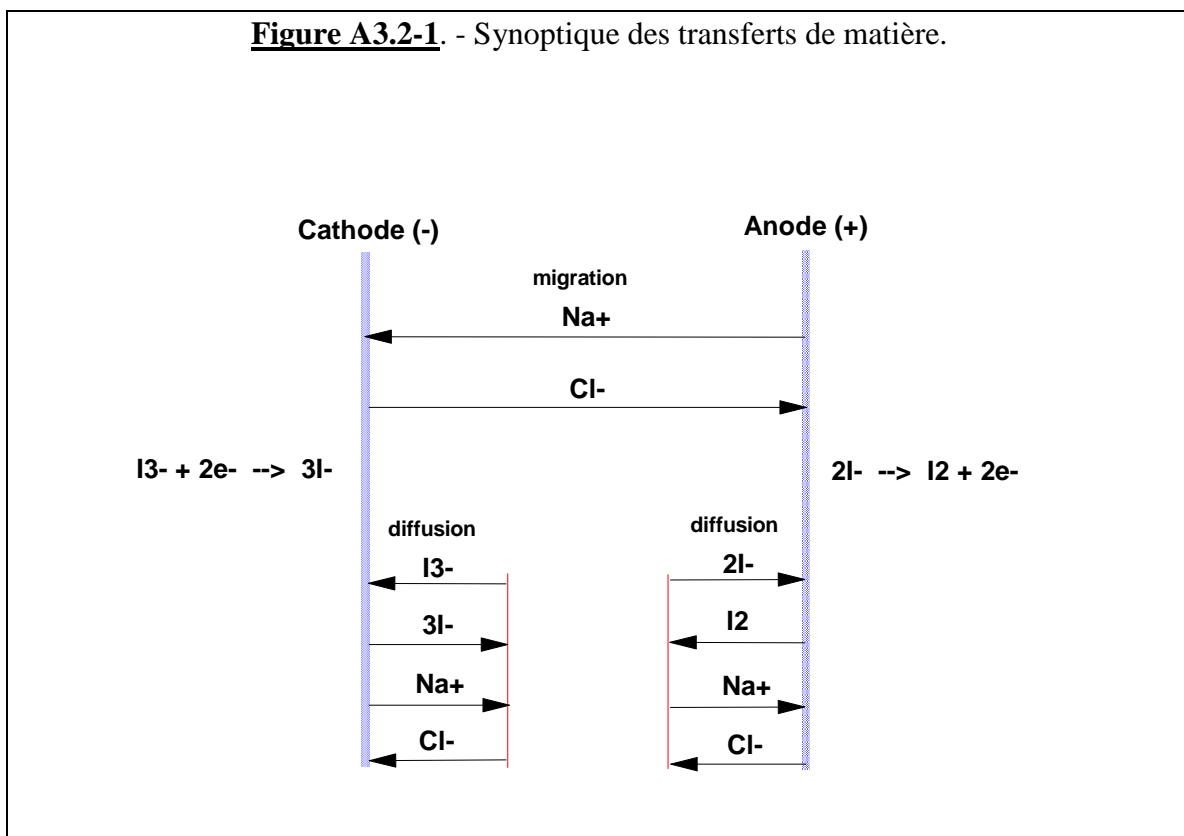 Figure A3.2-1. - Synoptique des transferts de matière.
Cathode (-)
Anode (+)
migration
Na+
Cl-
I3- + 2e- --> 3I-
2I- --> I2 + 2e-
diffusion
diffusion
I3-
2I-
3I-
I2
Na+
Na+
Cl-
Cl-